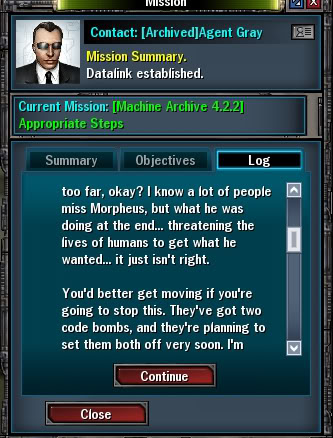 Mission
Contact: [Archived]Agent Gray
Mission Summary.
Datalink established.
Current Mission: [Machine Archive 4.2.2]
Appropriate Steps
Summary
Objectives
Log
too far, okay? I know a lot of people
miss Morpheus, but what he was
doing at the end... threatening the
lives of humans to get what he
wanted... it just isn't right.
You'd better get moving if you're
going to stop this. They've got two
code bombs, and they're planning to
set them both off very soon. I'm
Continue
Close